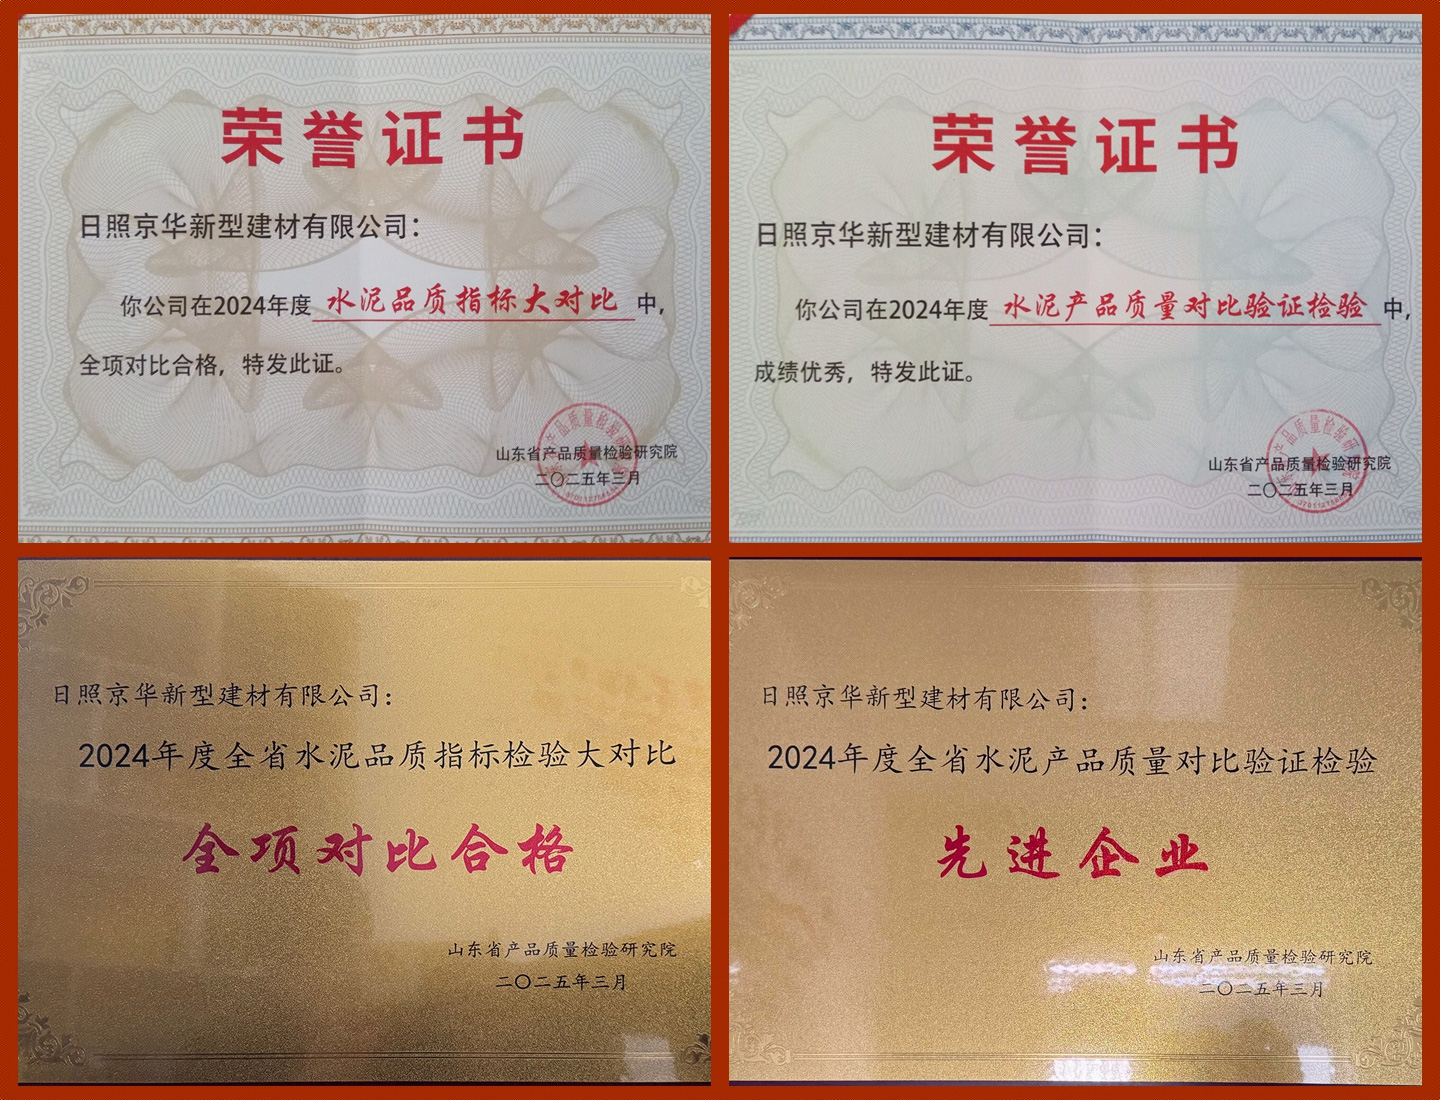 荣誉证书
日照京华新型建材有限公司：
你公司在2024年度 水泥品质指标大对比 中，
全项对比合格，特发此证。
山东省产品质量检验研究院
二〇二五年三月
荣誉证书
日照京华新型建材有限公司：
你公司在2024年度 水泥产品质量对比验证检验 中，
成绩优秀，特发此证。
山东省产品质量检验研究院
二〇二五年三月
日照京华新型建材有限公司：
2024年度全省水泥品质指标检验大对比
全项对比合格
山东省产品质量检验研究院
二〇二五年三月
日照京华新型建材有限公司：
2024年度全省水泥产品质量对比验证检验
先进企业
山东省产品质量检验研究院
二〇二五年三月